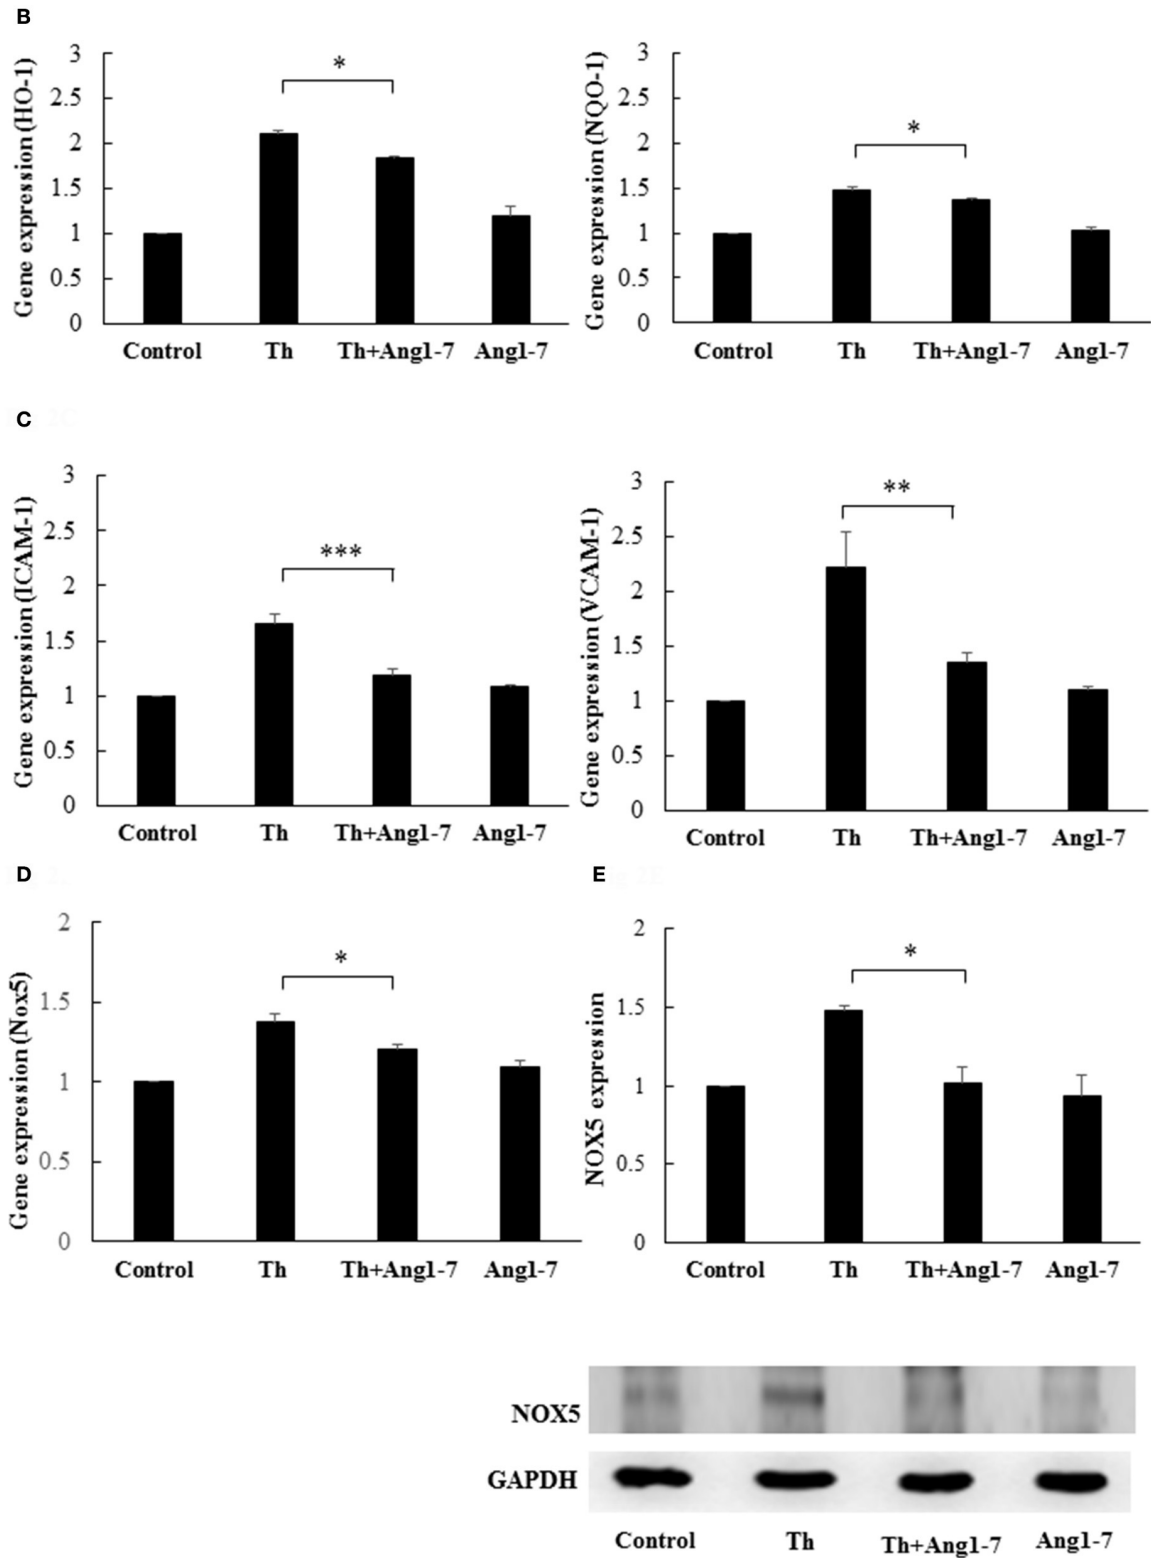 B
Gene expression (HO-1)
3
2.5
2
1.5
1
0.5
0
*
Control Th Th+Ang1-7 Ang1-7
Gene expression (NQO-1)
3
2.5
2
1.5
1
0.5
0
*
Control Th Th+Ang1-7 Ang1-7
C
Gene expression (ICAM-1)
3
2.5
2
1.5
1
0.5
0
***
Control Th Th+Ang1-7 Ang1-7
Gene expression (VCAM-1)
3
2.5
2
1.5
1
0.5
0
**
Control Th Th+Ang1-7 Ang1-7
D
Gene expression (Nox5)
2
1.5
1
0.5
0
*
Control Th Th+Ang1-7 Ang1-7
E
NOX5 expression
2
1.5
1
0.5
0
*
Control Th Th+Ang1-7 Ang1-7
NOX5
GAPDH
Control Th Th+Ang1-7 Ang1-7